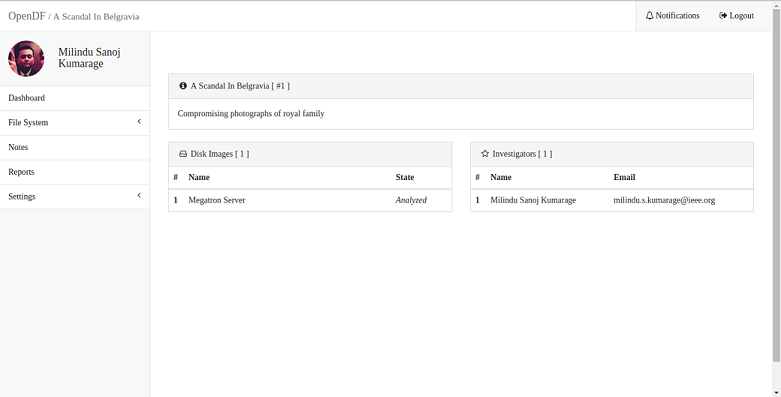 OpenDF / A Scandal In Belgravia
Notifications
Logout
Milindu Sanoj
Kumarage
Dashboard
File System
Notes
Reports
Settings
A Scandal In Belgravia [ #1 ]
Compromising photographs of royal family
Disk Images [ 1 ]
# Name State
1 Megatron Server Analyzed
Investigators [ 1 ]
# Name Email
1 Milindu Sanoj Kumarage milindu.s.kumarage@ieee.org